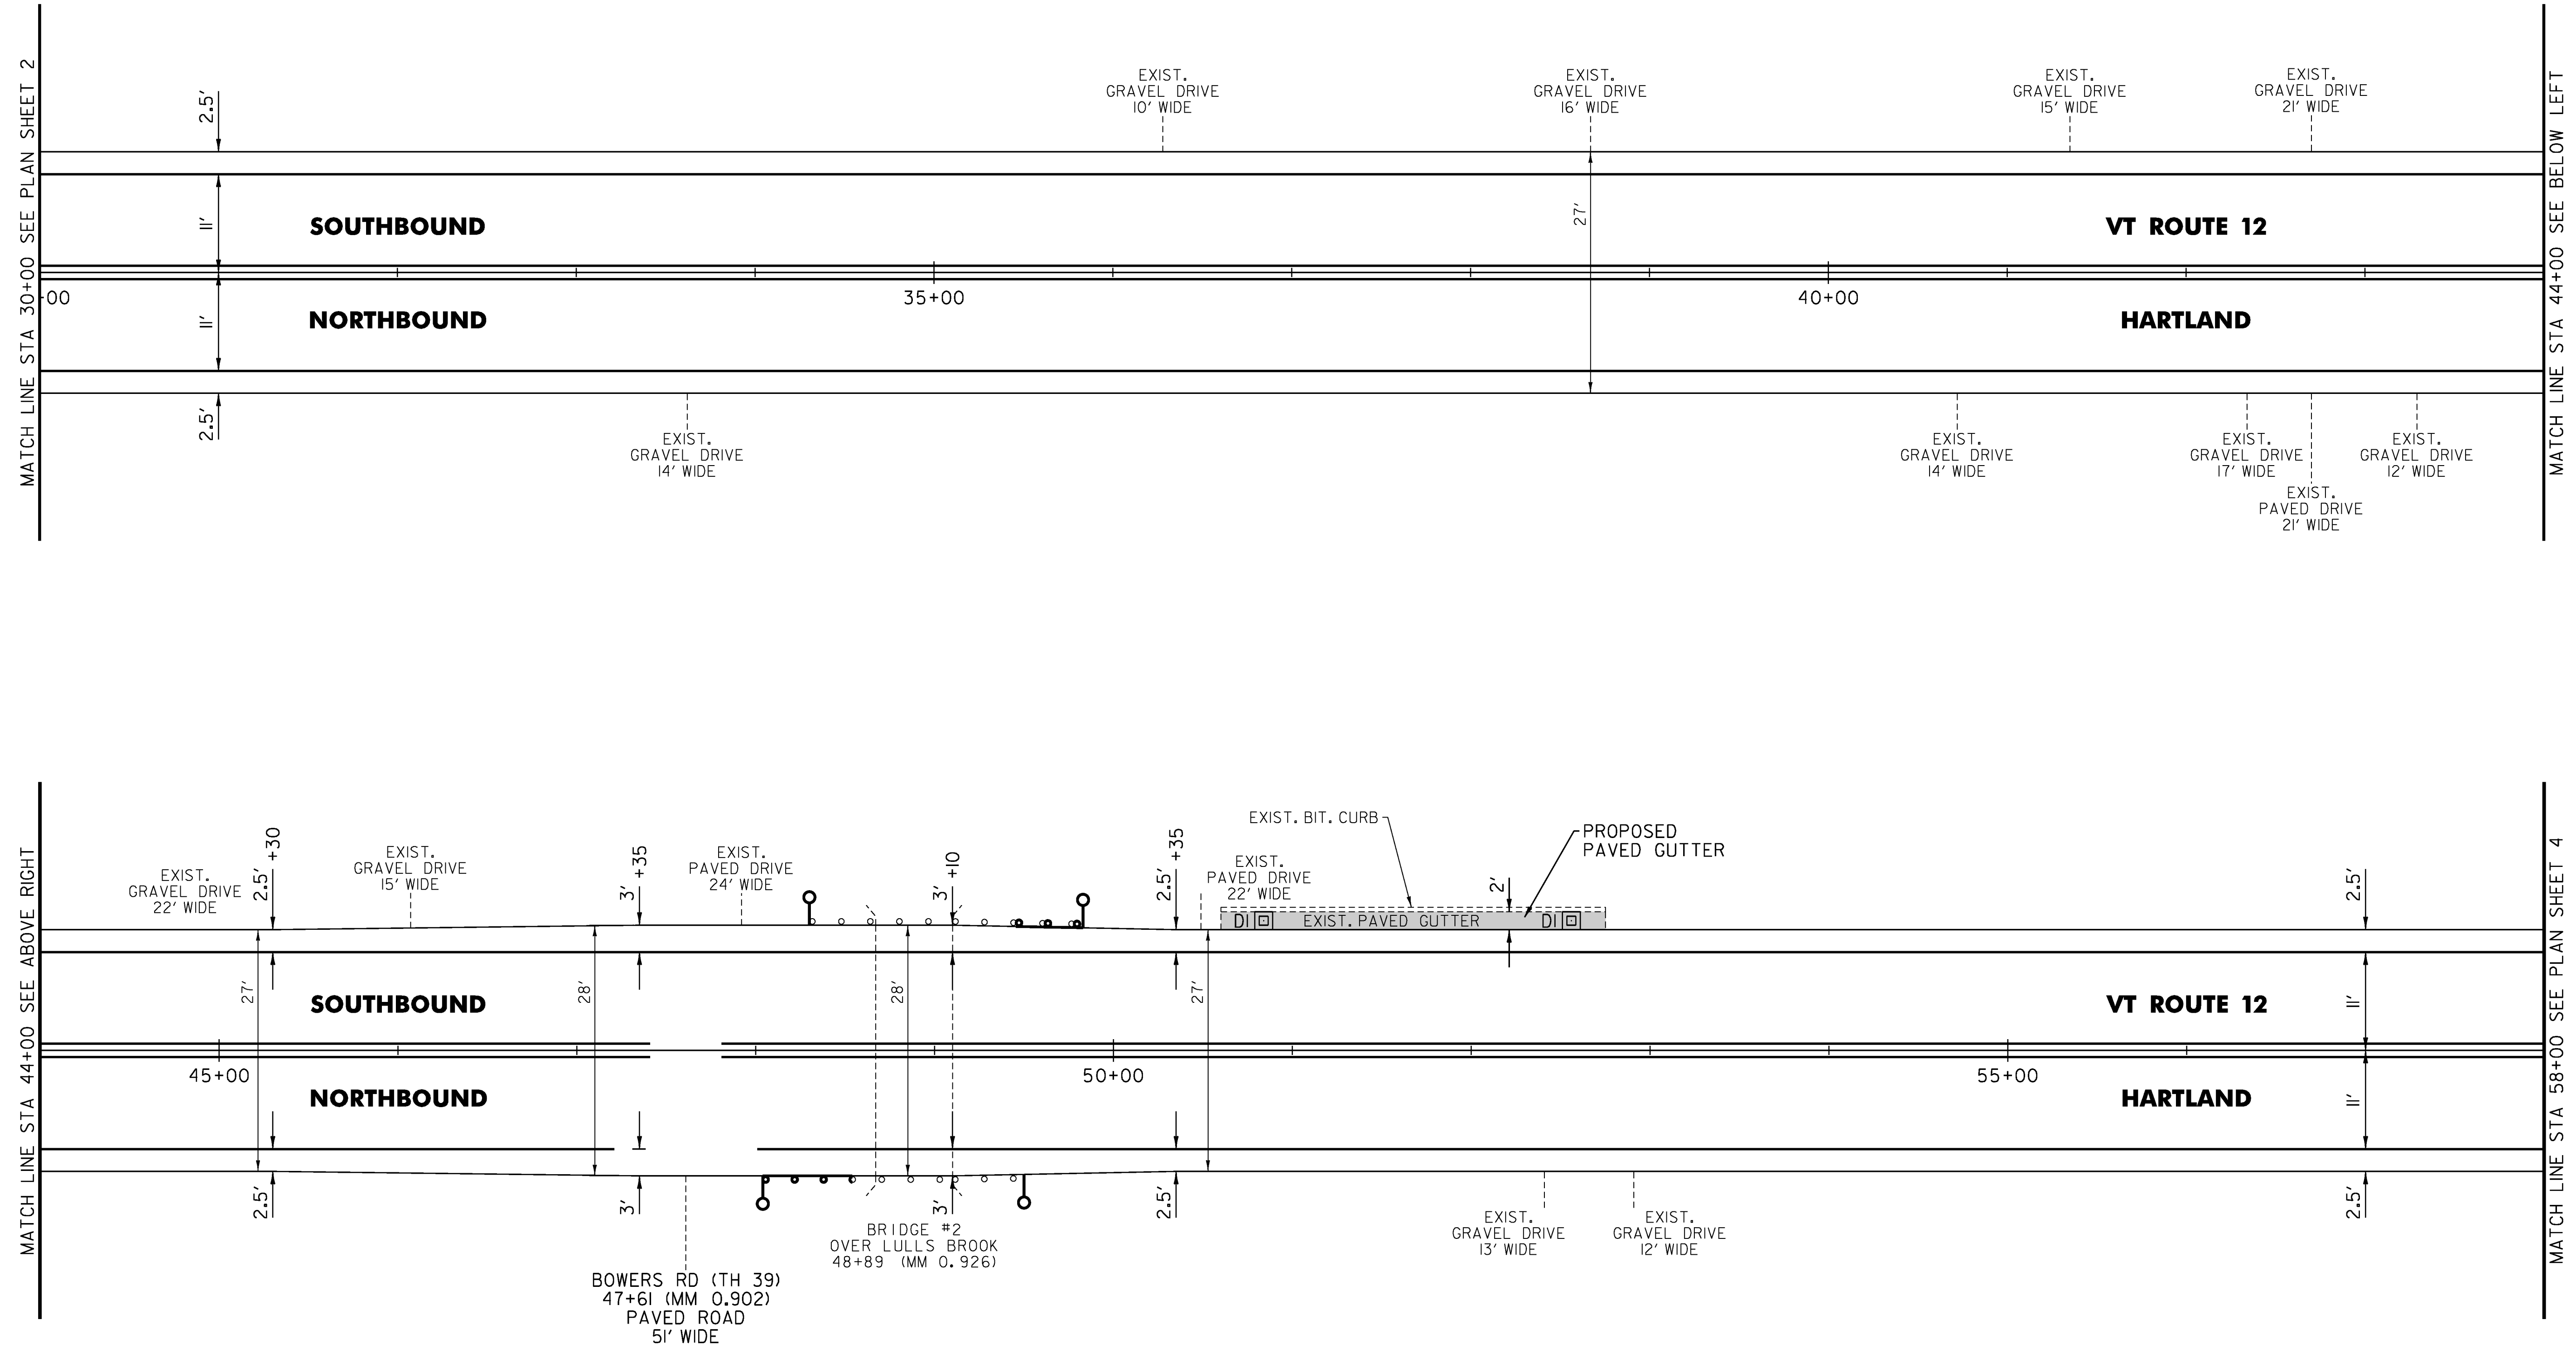 MATCH LINE STA 30+00 SEE PLAN SHEET 2
2.5'
EXIST.
GRAVEL DRIVE
10' WIDE
EXIST.
GRAVEL DRIVE
16' WIDE
EXIST.
GRAVEL DRIVE
15' WIDE
EXIST.
GRAVEL DRIVE
21' WIDE
11'
SOUTHBOUND
27'
VT ROUTE 12
00
35+00
40+00
11'
NORTHBOUND
HARTLAND
2.5'
EXIST.
GRAVEL DRIVE
14' WIDE
EXIST.
GRAVEL DRIVE
14' WIDE
EXIST.
GRAVEL DRIVE
17' WIDE
EXIST.
PAVED DRIVE
21' WIDE
EXIST.
GRAVEL DRIVE
12' WIDE
MATCH LINE STA 44+00 SEE BELOW LEFT
MATCH LINE STA 44+00 SEE ABOVE RIGHT
EXIST.
GRAVEL DRIVE
22' WIDE
2.5' +30
EXIST.
GRAVEL DRIVE
15' WIDE
3' +35
EXIST.
PAVED DRIVE
24' WIDE
3' +10
2.5' +35
EXIST.
PAVED DRIVE
22' WIDE
EXIST. BIT. CURB
2'
PROPOSED
PAVED GUTTER
DI
EXIST. PAVED GUTTER
DI
2.5'
27'
28'
28'
27'
SOUTHBOUND
VT ROUTE 12
11'
45+00
50+00
55+00
NORTHBOUND
HARTLAND
11'
2.5'
3'
3'
2.5'
2.5'
BRIDGE #2
OVER LULLS BROOK
48+89 (MM 0.926)
BOWERS RD (TH 39)
47+61 (MM 0.902)
PAVED ROAD
51' WIDE
EXIST.
GRAVEL DRIVE
13' WIDE
EXIST.
GRAVEL DRIVE
12' WIDE
MATCH LINE STA 58+00 SEE PLAN SHEET 4